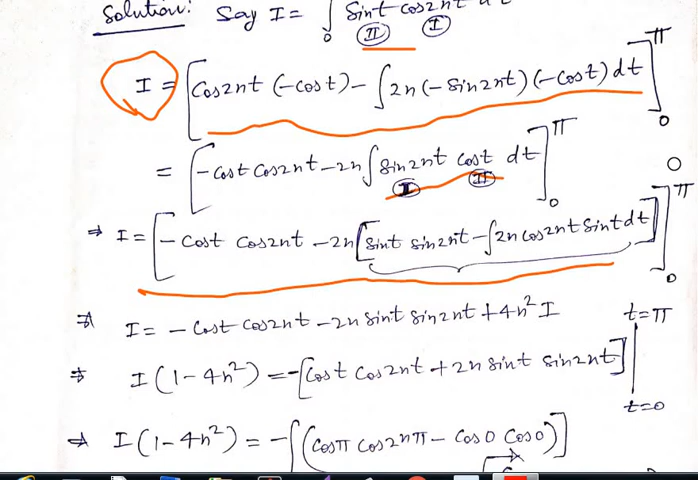 Solution: Say I = ∫₀ sint cos2nt dt
(II) (I)
I = [cos2nt (-cost) - ∫2n(-sin2nt)(-cost)dt]₀^π
= [-cost cos2nt - 2n∫sin2nt cost dt]₀^π
(I) (II) 0
⇒ I = [-cost cos2nt - 2n[sint sin2nt - ∫2n cos2nt sint dt]]₀^π
⇒ I = -cost cos2nt - 2n sint sin2nt + 4n² I t=π
⇒ I(1-4n²) = -[cost cos2nt + 2n sint sin2nt]|
t=0
⇒ I(1-4n²) = -[(cosπ cos2nπ - cos0 cos0)]